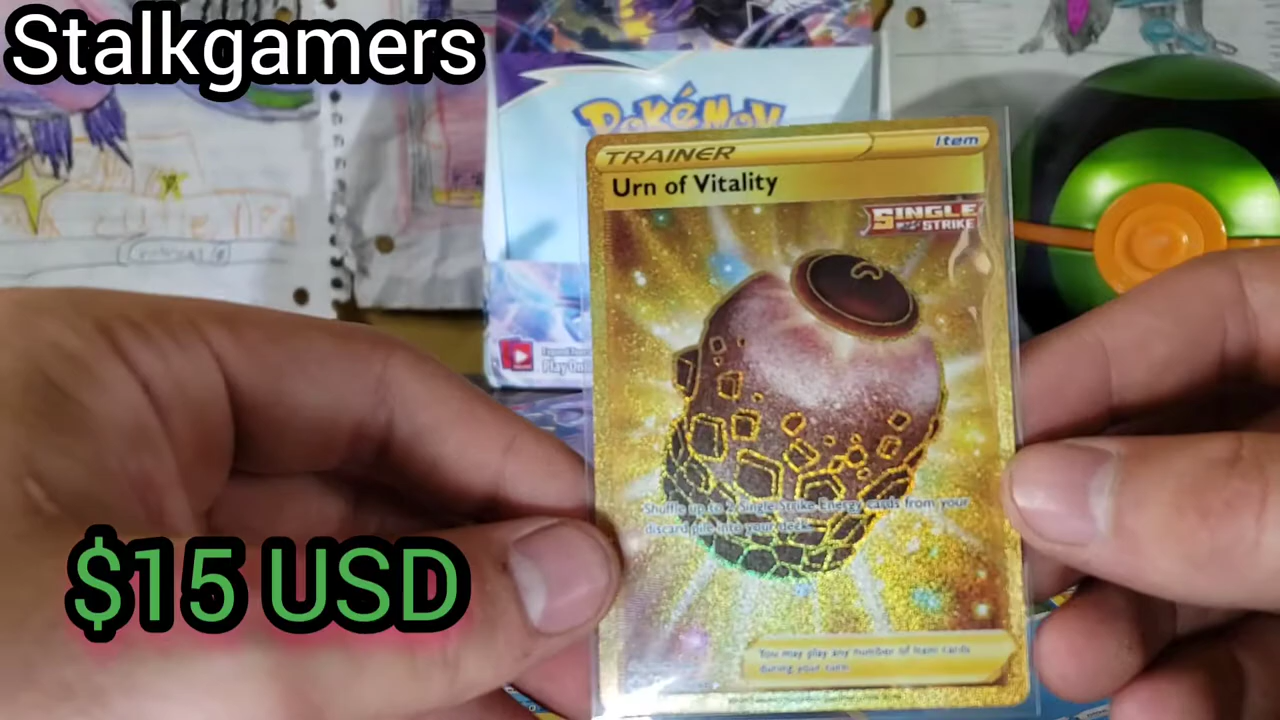 Stalkgamers
Pokémon
TRAINER
Item
Urn of Vitality
SINGLE
STRIKE
Shuffle up to 2 Single Strike Energy cards from your
discard pile into your deck.
You may play any number of Item cards
during your turn.
$15 USD